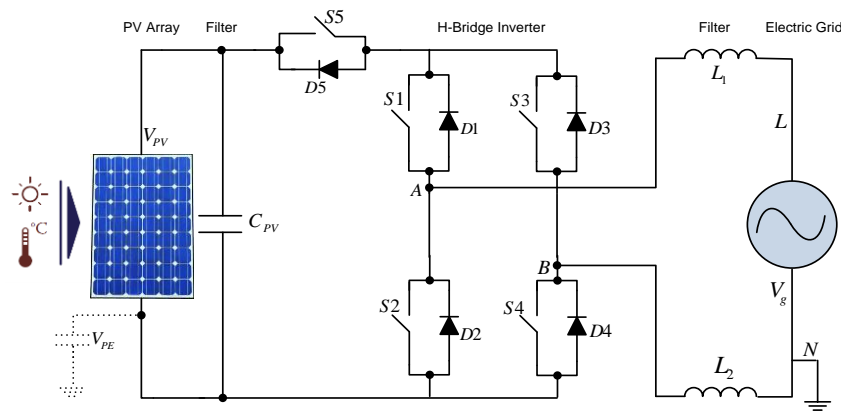 PV Array
Filter
S5
H-Bridge Inverter
Filter
Electric Grid
D5
L1
S1
S3
VPV
D1
D3
L
A
°C
CPV
B
Vg
S2
S4
D2
D4
VPE
L2
N